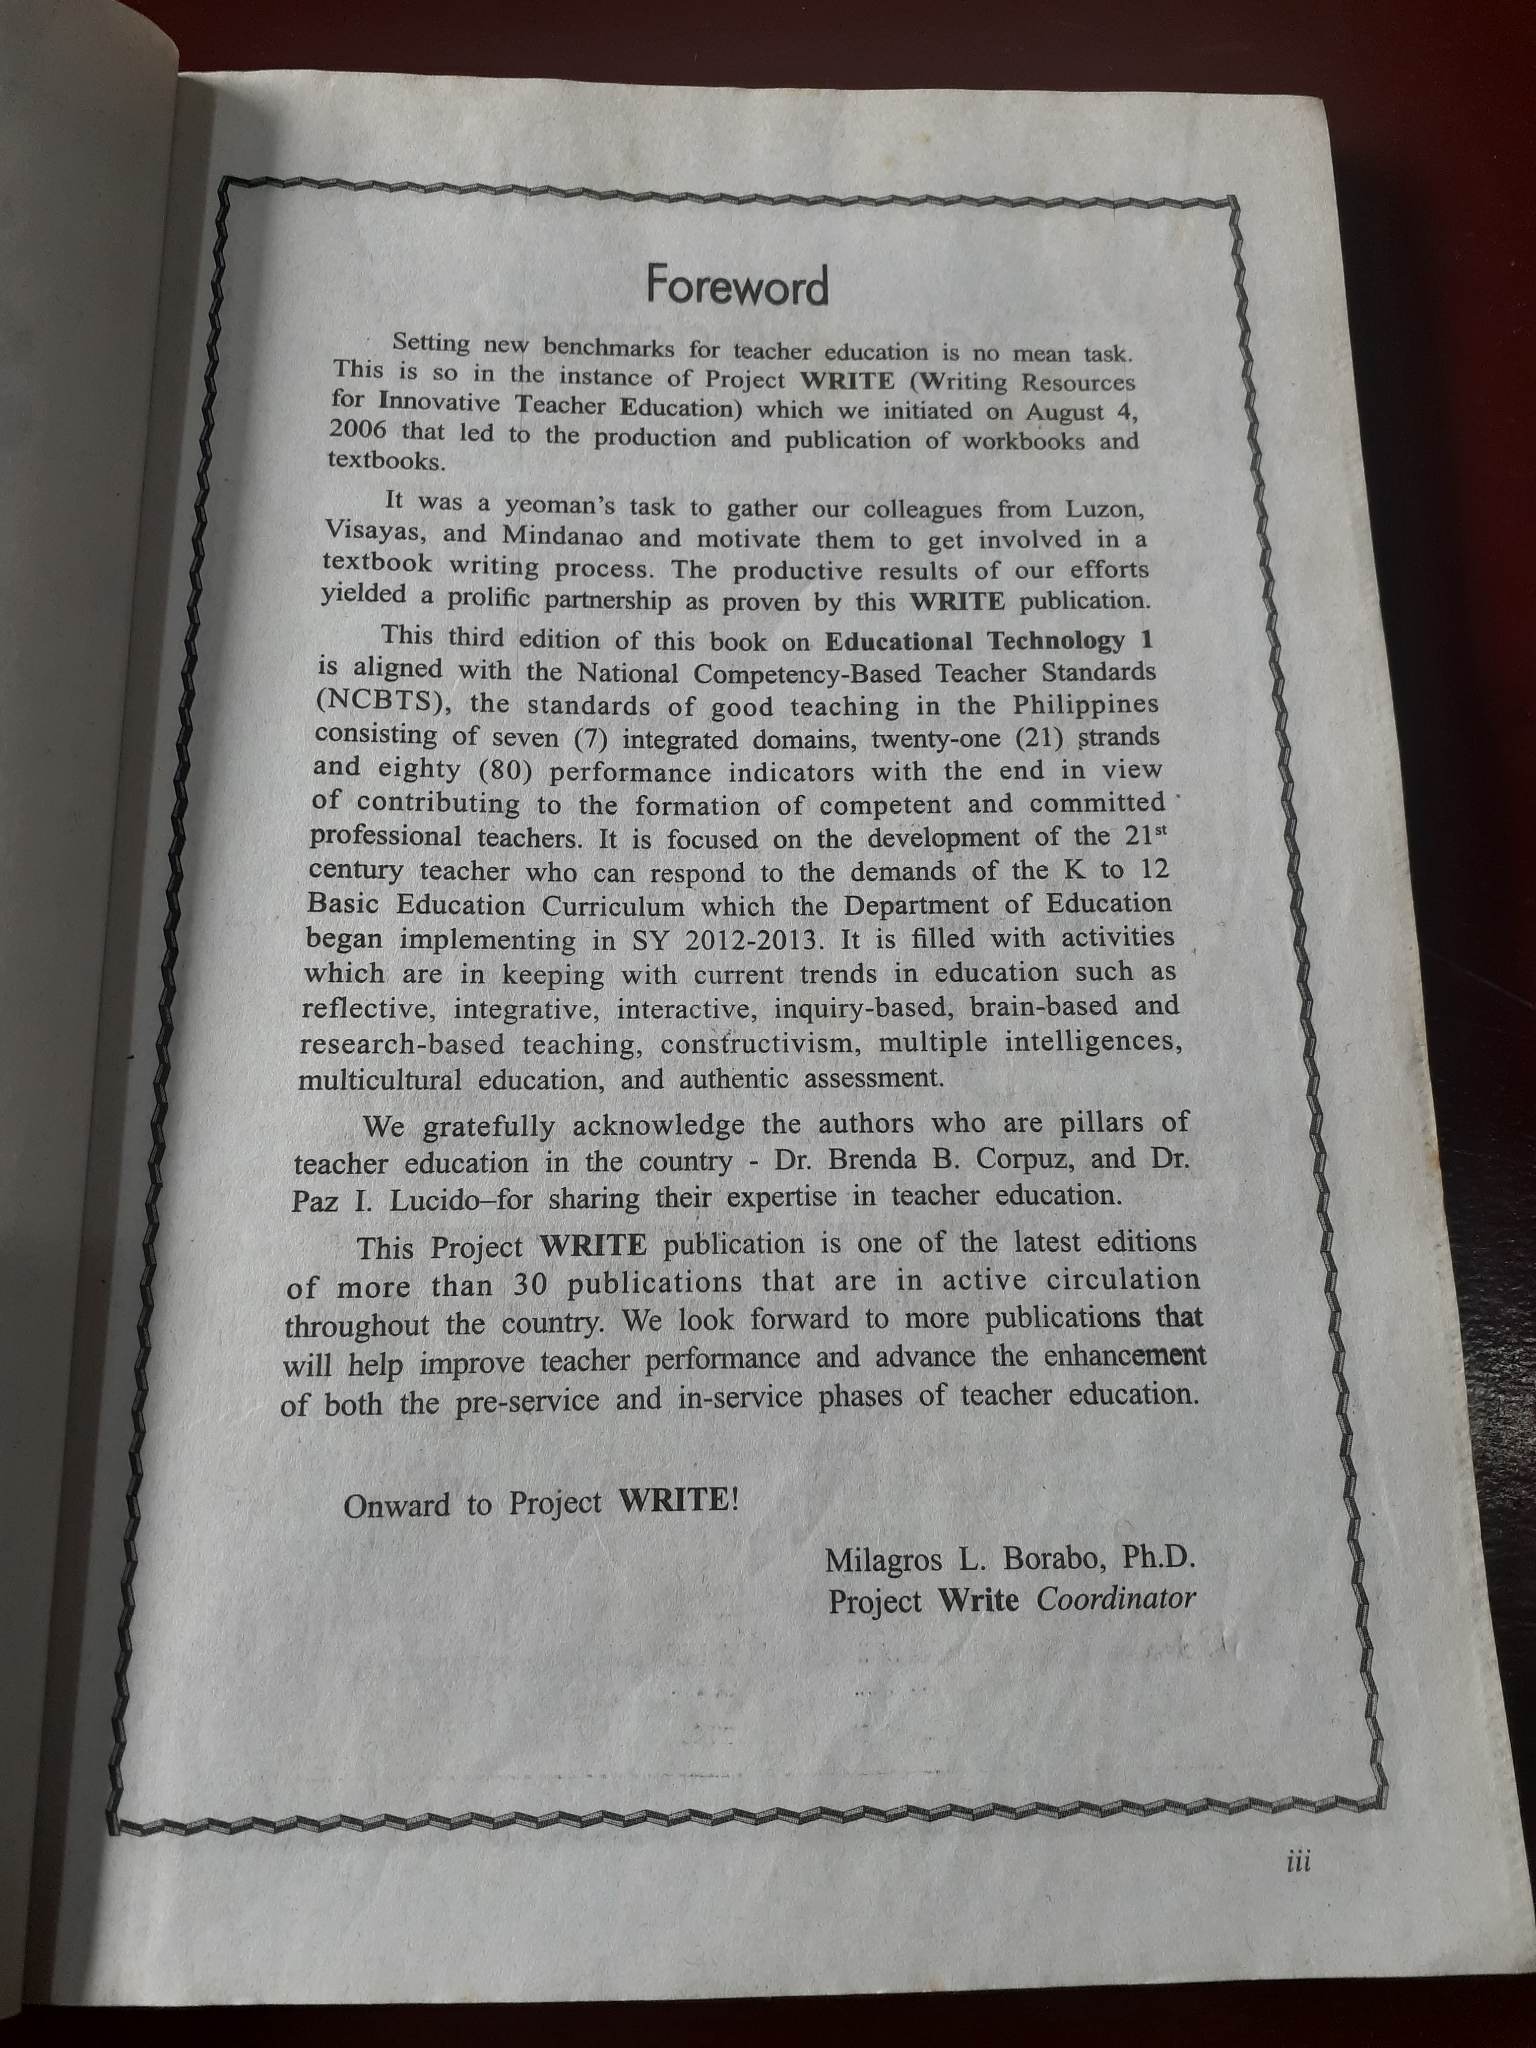 Foreword
Setting new benchmarks for teacher education is no mean task.
This is so in the instance of Project WRITE (Writing Resources
for Innovative Teacher Education) which we initiated on August 4,
2006 that led to the production and publication of workbooks and
textbooks.
It was a yeoman's task to gather our colleagues from Luzon,
Visayas, and Mindanao and motivate them to get involved in a
textbook writing process. The productive results of our efforts
yielded a prolific partnership as proven by this WRITE publication.
This third edition of this book on Educational Technology 1
is aligned with the National Competency-Based Teacher Standards
(NCBTS), the standards of good teaching in the Philippines
consisting of seven (7) integrated domains, twenty-one (21) strands
and eighty (80) performance indicators with the end in view
of contributing to the formation of competent and committed
professional teachers. It is focused on the development of the 21st
century teacher who can respond to the demands of the K to 12
Basic Education Curriculum which the Department of Education
began implementing in SY 2012-2013. It is filled with activities
which are in keeping with current trends in education such as
reflective, integrative, interactive, inquiry-based, brain-based and
research-based teaching, constructivism, multiple intelligences,
multicultural education, and authentic assessment.
We gratefully acknowledge the authors who are pillars of
teacher education in the country - Dr. Brenda B. Corpuz, and Dr.
Paz I. Lucido–for sharing their expertise in teacher education.
This Project WRITE publication is one of the latest editions
of more than 30 publications that are in active circulation
throughout the country. We look forward to more publications that
will help improve teacher performance and advance the enhancement
of both the pre-service and in-service phases of teacher education.
Onward to Project WRITE!
Milagros L. Borabo, Ph.D.
Project Write Coordinator
iii